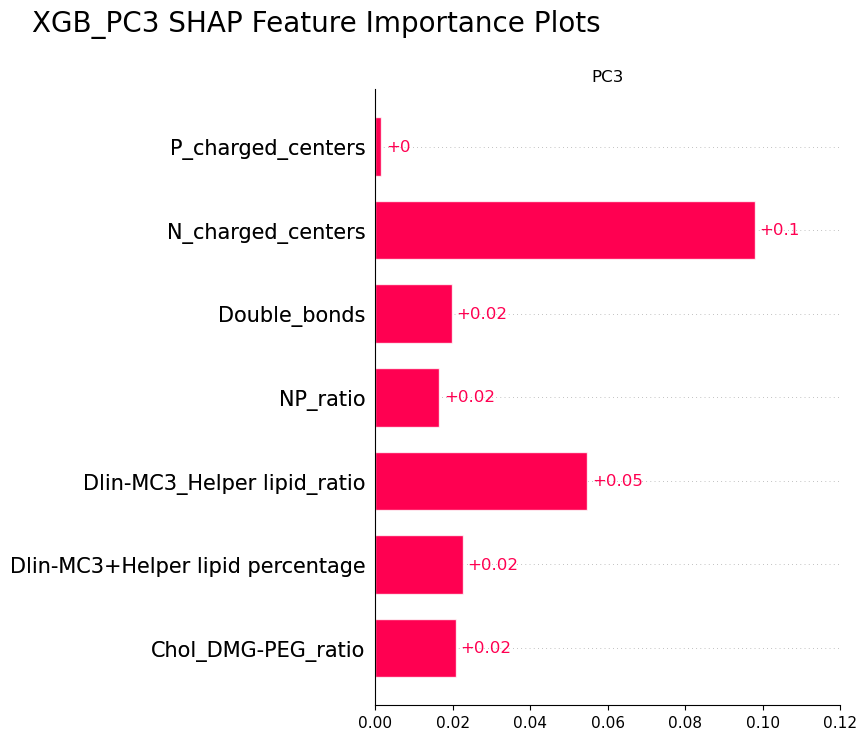 XGB_PC3 SHAP Feature Importance Plots
PC3
P_charged_centers +0
N_charged_centers +0.1
Double_bonds +0.02
NP_ratio +0.02
Dlin-MC3_Helper lipid_ratio +0.05
Dlin-MC3+Helper lipid percentage +0.02
Chol_DMG-PEG_ratio +0.02
0.00 0.02 0.04 0.06 0.08 0.10 0.12